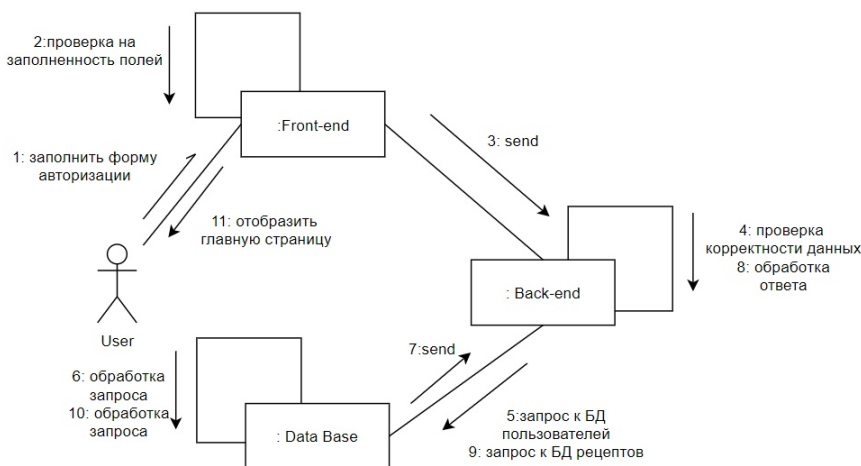 2:проверка на
заполненность полей
:Front-end
3: send
1: заполнить форму
авторизации
11: отобразить
главную страницу
4: проверка
корректности данных
8: обработка
ответа
: Back-end
User
7:send
6: обработка
запроса
10: обработка
запроса
: Data Base
5:запрос к БД
пользователей
9: запрос к БД рецептов